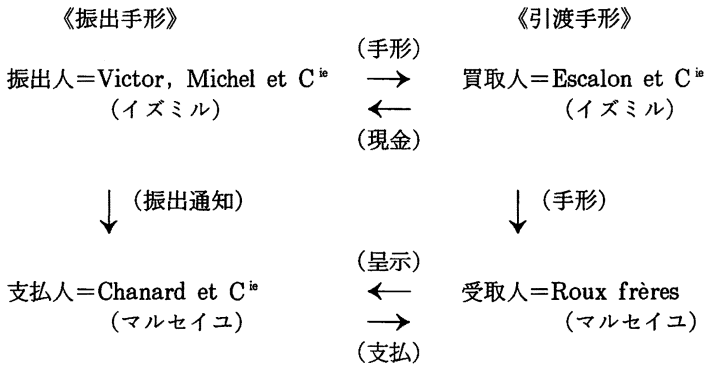 《振出手形》 《引渡手形》
(手形)
振出人=Victor, Michel et Cie → 買取人=Escalon et Cie
(イズミル) ← (イズミル)
(現金)
↓ (振出通知) ↓ (手形)
(呈示)
支払人=Chanard et Cie ← 受取人=Roux frères
(マルセイユ) → (マルセイユ)
(支払)